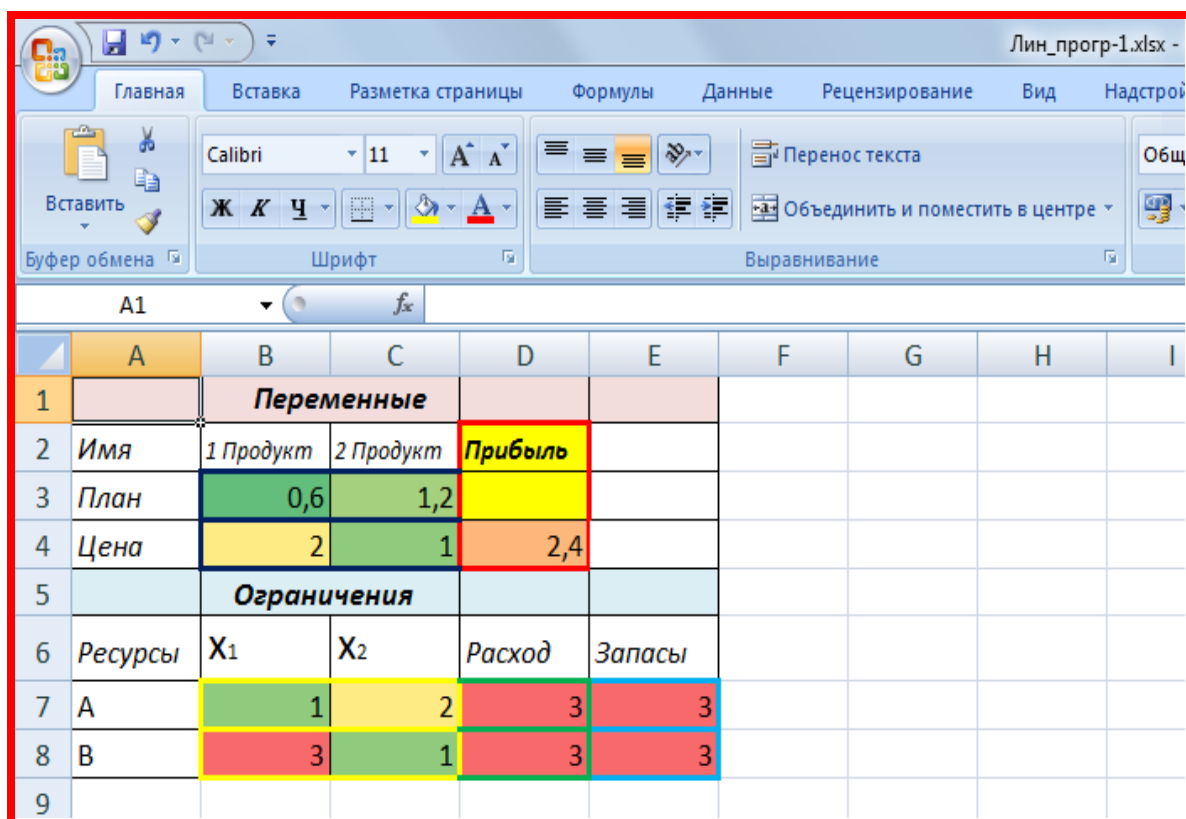 Лин_прогр-1.xlsx -
Главная Вставка Разметка страницы Формулы Данные Рецензирование Вид Надстрой
Calibri 11 A A Перенос текста Общ
Вставить Ж К Ч A Объединить и поместить в центре
Буфер обмена Шрифт Выравнивание
A1 fx
A B C D E F G H I
1 Переменные
2 Имя 1 Продукт 2 Продукт Прибыль
3 План 0,6 1,2
4 Цена 2 1 2,4
5 Ограничения
6 Ресурсы X1 X2 Расход Запасы
7 А 1 2 3 3
8 В 3 1 3 3
9